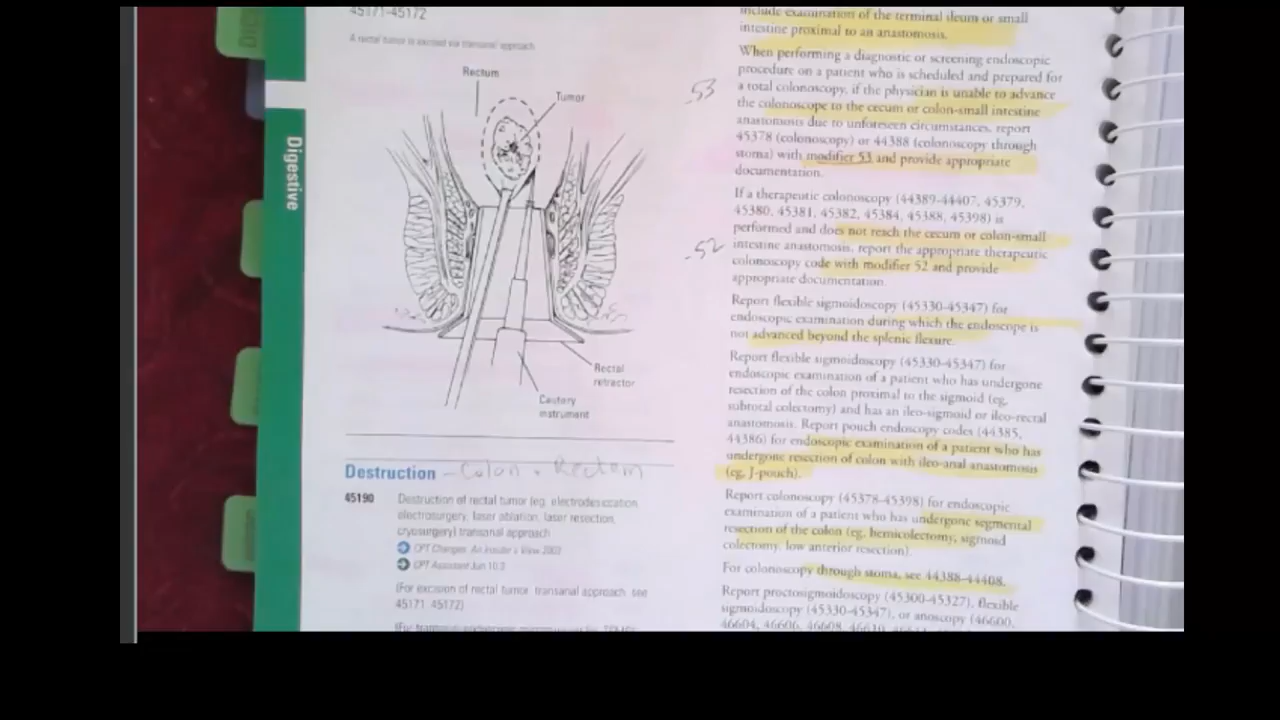 45171-45172
A rectal tumor is excised via transanal approach
Rectum
Tumor
Rectal
retractor
Cautery
instrument
Digestive
Destruction - Colon + Rectum
45190 Destruction of rectal tumor (eg, electrodesiccation,
electrosurgery, laser ablation, laser resection,
cryosurgery) transanal approach
CPT Changes: An Insider's View 2002
CPT Assistant Jun 10:3
(For excision of rectal tumor, transanal approach, see
45171, 45172)
include examination of the terminal ileum or small
intestine proximal to an anastomosis.
When performing a diagnostic or screening endoscopic
procedure on a patient who is scheduled and prepared for
a total colonoscopy, if the physician is unable to advance
the colonoscope to the cecum or colon-small intestine
anastomosis due to unforeseen circumstances, report
45378 (colonoscopy) or 44388 (colonoscopy through
stoma) with modifier 53 and provide appropriate
documentation.
-53
If a therapeutic colonoscopy (44389-44407, 45379,
45380, 45381, 45382, 45384, 45388, 45398) is
performed and does not reach the cecum or colon-small
intestine anastomosis, report the appropriate therapeutic
colonoscopy code with modifier 52 and provide
appropriate documentation.
-52
Report flexible sigmoidoscopy (45330-45347) for
endoscopic examination during which the endoscope is
not advanced beyond the splenic flexure.
Report flexible sigmoidoscopy (45330-45347) for
endoscopic examination of a patient who has undergone
resection of the colon proximal to the sigmoid (eg,
subtotal colectomy) and has an ileo-sigmoid or ileo-rectal
anastomosis. Report pouch endoscopy codes (44385,
44386) for endoscopic examination of a patient who has
undergone resection of colon with ileo-anal anastomosis
(eg, J-pouch).
Report colonoscopy (45378-45398) for endoscopic
examination of a patient who has undergone segmental
resection of the colon (eg, hemicolectomy, sigmoid
colectomy, low anterior resection).
For colonoscopy through stoma, see 44388-44408.
Report proctosigmoidoscopy (45300-45327), flexible
sigmoidoscopy (45330-45347), or anoscopy (46600,
46604, 46606, 46608, 46610,